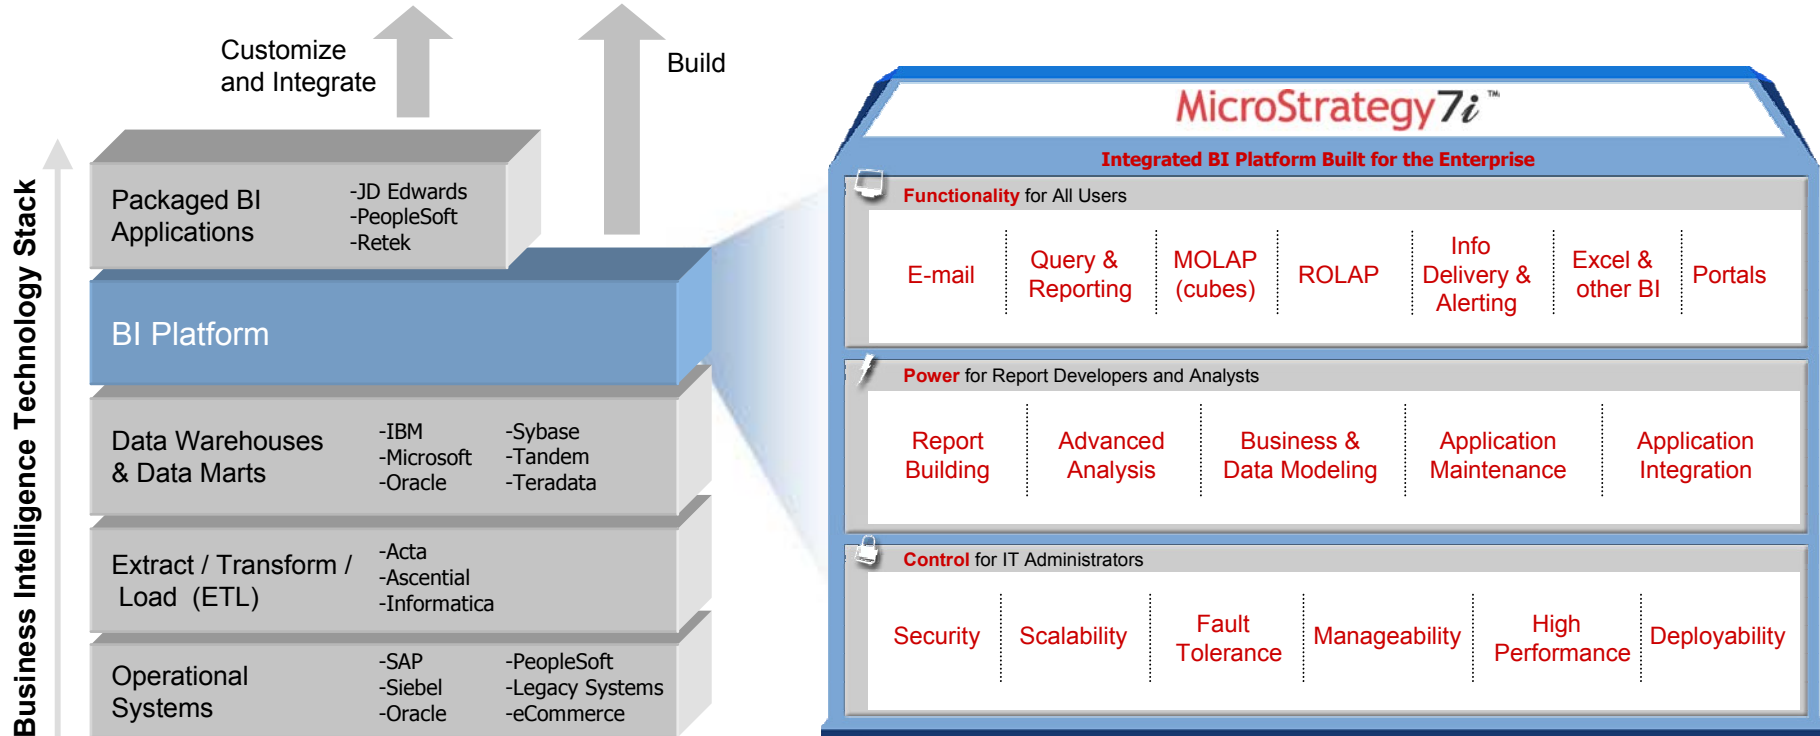 Customize
and Integrate
Build
Business Intelligence Technology Stack
Packaged BI
Applications
-JD Edwards
-PeopleSoft
-Retek
BI Platform
Data Warehouses
& Data Marts
-IBM
-Microsoft
-Oracle
-Sybase
-Tandem
-Teradata
Extract / Transform /
Load (ETL)
-Acta
-Ascential
-Informatica
Operational
Systems
-SAP
-Siebel
-Oracle
-PeopleSoft
-Legacy Systems
-eCommerce
MicroStrategy7i™
Integrated BI Platform Built for the Enterprise
Functionality for All Users
E-mail
Query &
Reporting
MOLAP
(cubes)
ROLAP
Info
Delivery &
Alerting
Excel &
other BI
Portals
Power for Report Developers and Analysts
Report
Building
Advanced
Analysis
Business &
Data Modeling
Application
Maintenance
Application
Integration
Control for IT Administrators
Security
Scalability
Fault
Tolerance
Manageability
High
Performance
Deployability